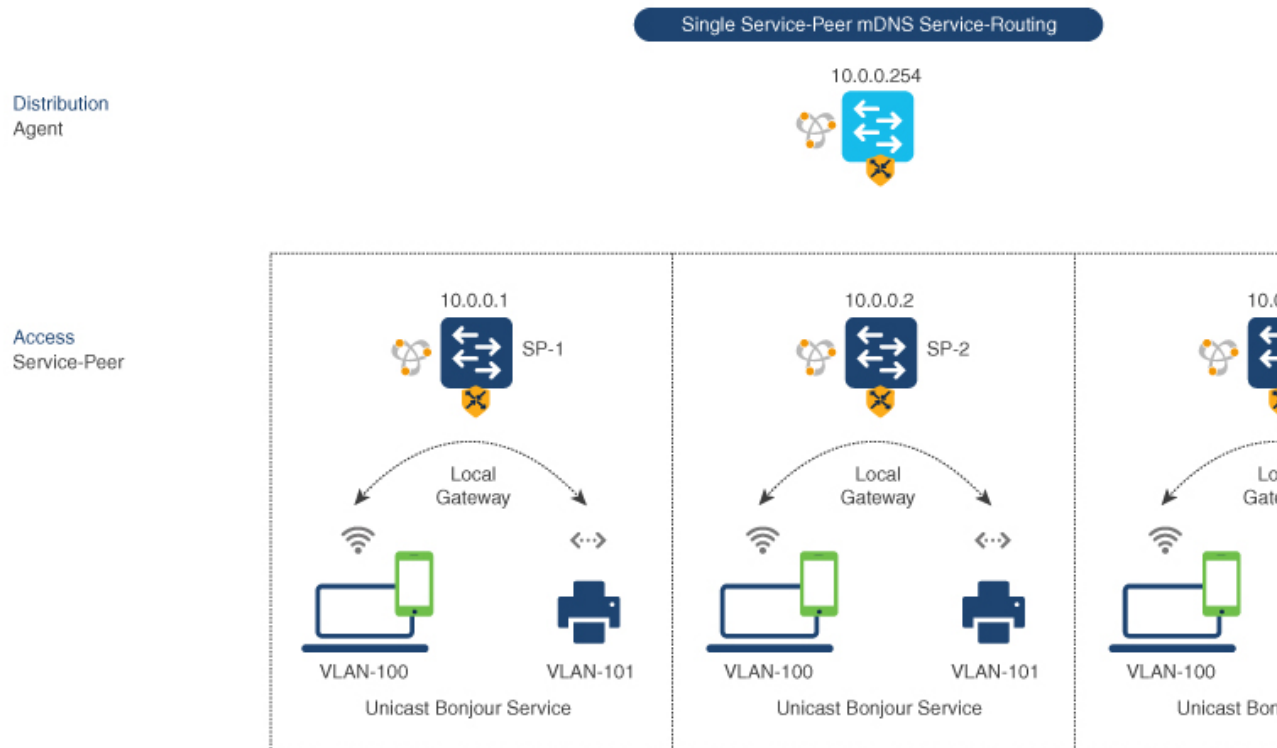 Single Service-Peer mDNS Service-Routing
10.0.0.254
Distribution
Agent
10.0.0.1
10.0.0.2
Access
Service-Peer
SP-1
SP-2
Local
Gateway
Local
Gateway
VLAN-100
VLAN-101
VLAN-100
VLAN-101
VLAN-100
Unicast Bonjour Service
Unicast Bonjour Service
Unicast